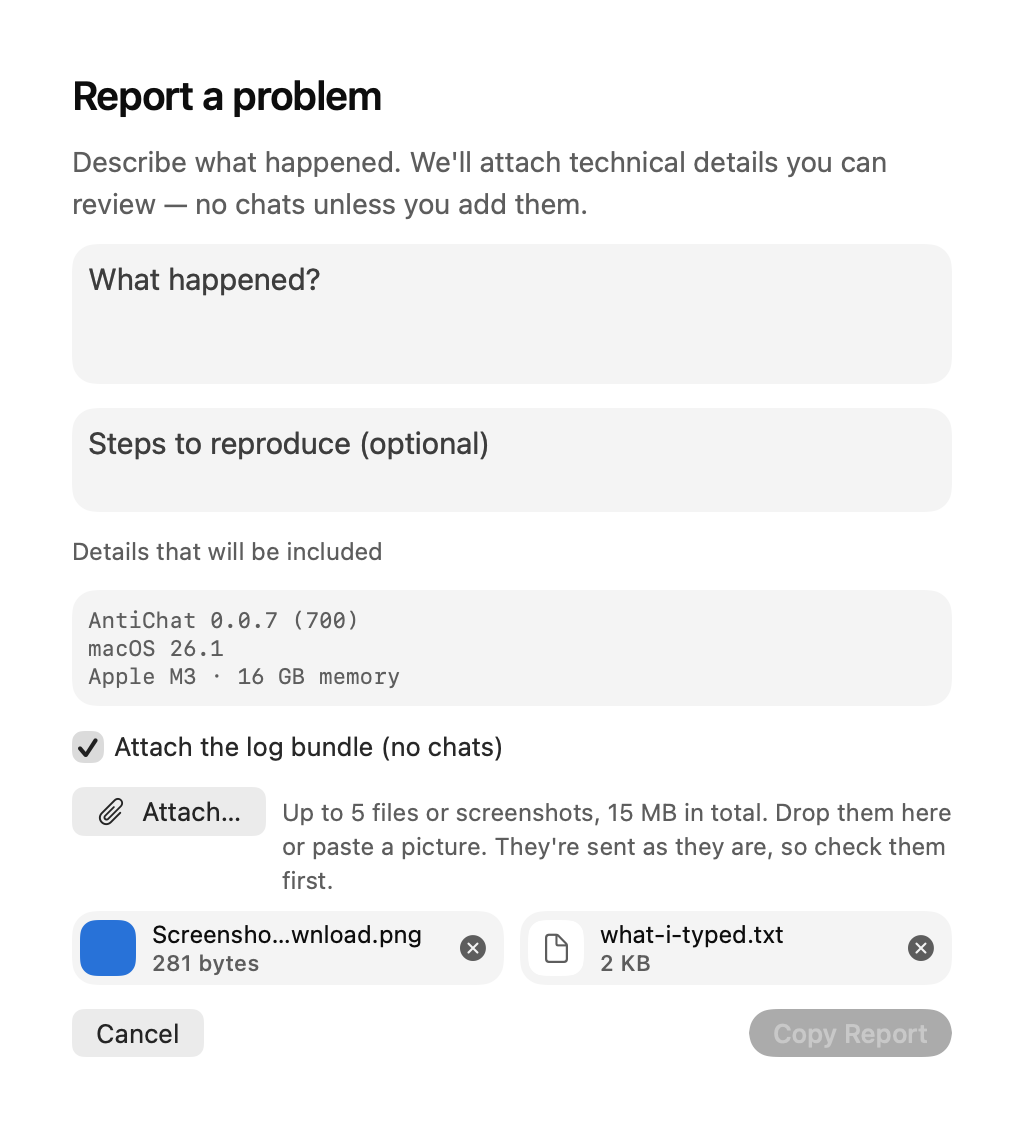 Report a problem
Describe what happened. We'll attach technical details you can
review — no chats unless you add them.
What happened?
Steps to reproduce (optional)
Details that will be included
AntiChat 0.0.7 (700)
macOS 26.1
Apple M3 · 16 GB memory
Attach the log bundle (no chats)
Attach...
Up to 5 files or screenshots, 15 MB in total. Drop them here
or paste a picture. They're sent as they are, so check them
first.
Screensho...wnload.png
281 bytes
what-i-typed.txt
2 KB
Cancel
Copy Report